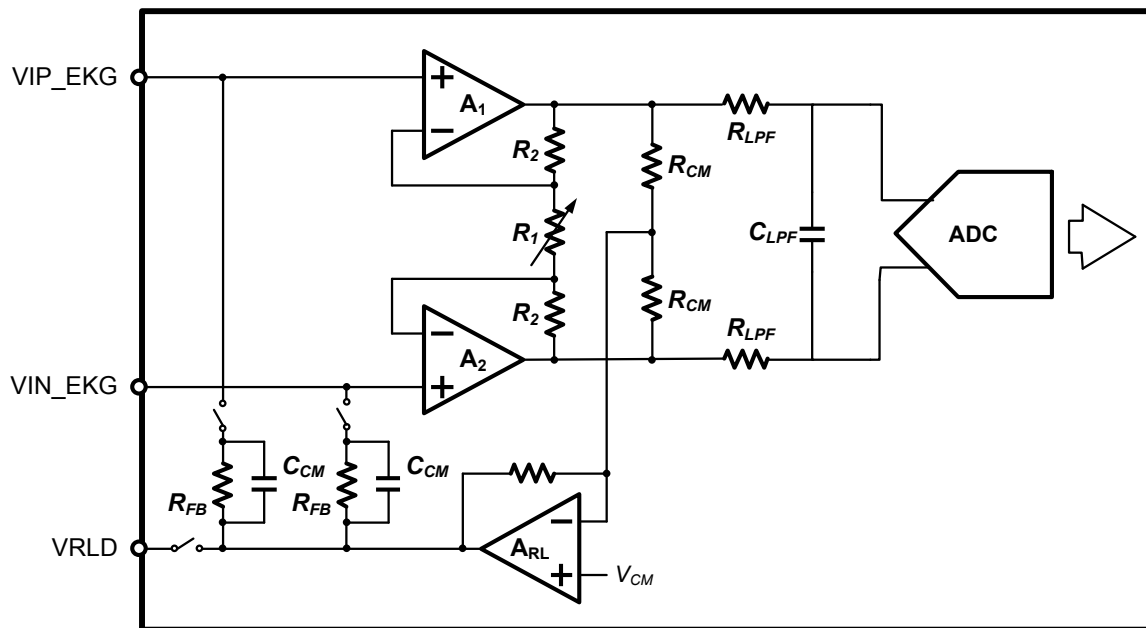 VIP_EKG
+
A1
−
R2
RLPF
RCM
R1
CLPF
ADC
R2
RCM
−
A2
RLPF
VIN_EKG
+
CCM
CCM
RFB
RFB
−
VRLD
ARL
+
VCM